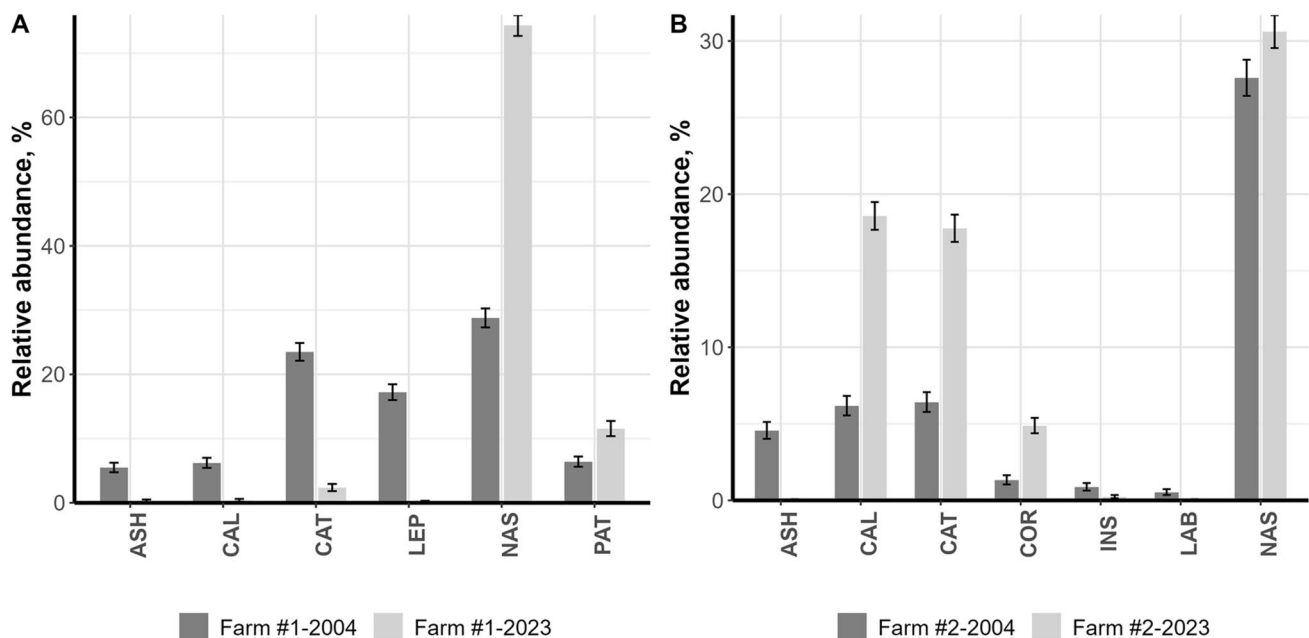 A
Relative abundance, %
60
40
20
0
ASH
CAL
CAT
LEP
NAS
PAT
Farm #1-2004
Farm #1-2023
B
Relative abundance, %
30
20
10
0
ASH
CAL
CAT
COR
INS
LAB
NAS
Farm #2-2004
Farm #2-2023